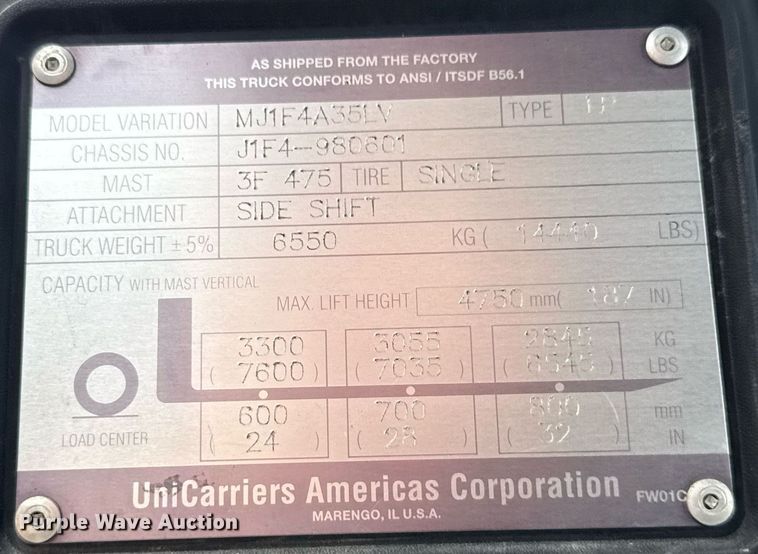 AS SHIPPED FROM THE FACTORY
THIS TRUCK CONFORMS TO ANSI / ITSDF B56.1
MODEL VARIATION MJ1F4A35LV TYPE LP
CHASSIS NO. J1F4-980601
MAST 3F 475 TIRE SINGLE
ATTACHMENT SIDE SHIFT
TRUCK WEIGHT ±5% 6550 KG ( 14440 LBS)
CAPACITY WITH MAST VERTICAL
MAX. LIFT HEIGHT 4750 mm( 187 IN)
3300 3055 2845 KG
( 7600 ) ( 7035 ) ( 6545 ) LBS
600 700 800 mm
LOAD CENTER ( 24 ) ( 28 ) ( 32 ) IN
UniCarriers Americas Corporation FW01C
MARENGO, IL U.S.A.
Purple Wave Auction